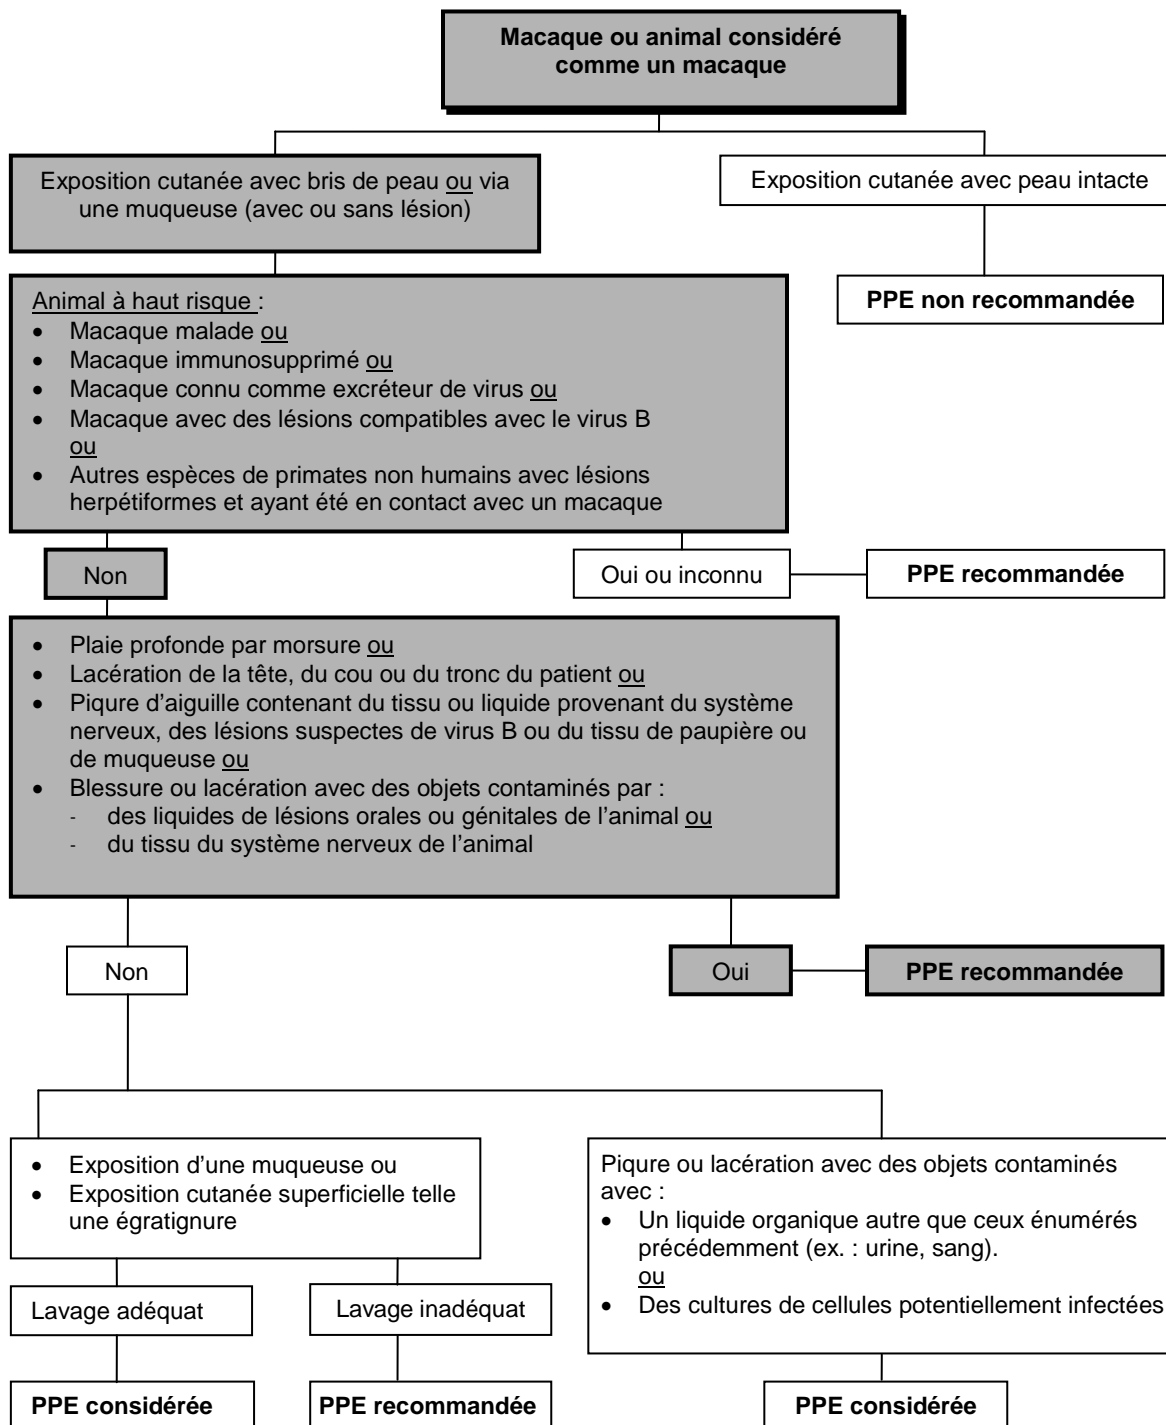 Macaque ou animal considéré
comme un macaque
Exposition cutanée avec bris de peau ou via
une muqueuse (avec ou sans lésion)
Exposition cutanée avec peau intacte
PPE non recommandée
Animal à haut risque :
• Macaque malade ou
• Macaque immunosupprimé ou
• Macaque connu comme excréteur de virus ou
• Macaque avec des lésions compatibles avec le virus B
ou
• Autres espèces de primates non humains avec lésions
herpétiformes et ayant été en contact avec un macaque
Non
Oui ou inconnu
PPE recommandée
• Plaie profonde par morsure ou
• Lacération de la tête, du cou ou du tronc du patient ou
• Piqure d’aiguille contenant du tissu ou liquide provenant du système
nerveux, des lésions suspectes de virus B ou du tissu de paupière ou
de muqueuse ou
• Blessure ou lacération avec des objets contaminés par :
- des liquides de lésions orales ou génitales de l’animal ou
- du tissu du système nerveux de l’animal
Non
Oui
PPE recommandée
• Exposition d’une muqueuse ou
• Exposition cutanée superficielle telle
une égratignure
Piqure ou lacération avec des objets contaminés
avec :
• Un liquide organique autre que ceux énumérés
précédemment (ex. : urine, sang).
ou
• Des cultures de cellules potentiellement infectées
Lavage adéquat
Lavage inadéquat
PPE considérée
PPE recommandée
PPE considérée